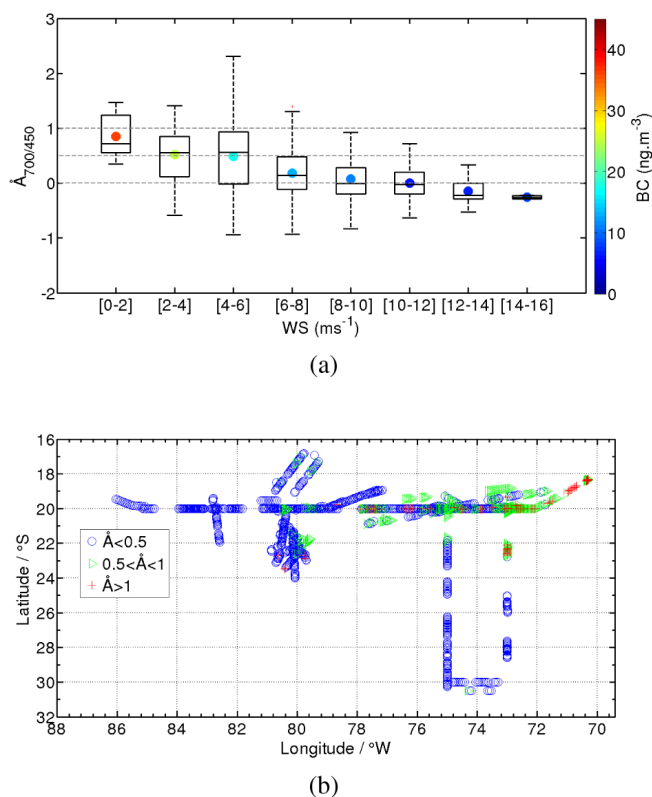 3
2
1
0
-1
-2
Å700/450
[0-2] [2-4] [4-6] [6-8] [8-10] [10-12] [12-14] [14-16]
WS (ms-1)
40
30
20
10
0
BC (ng.m-3)
(a)
16
18
20
22
24
26
28
30
32
Latitude / °S
Å<0.5
0.5<Å<1
Å>1
88 86 84 82 80 78 76 74 72 70
Longitude / °W
(b)